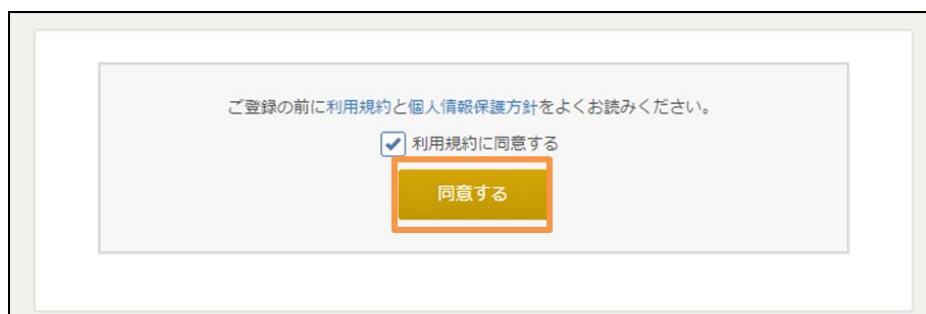 ご登録の前に利用規約と個人情報保護方針をよくお読みください。
利用規約に同意する
同意する